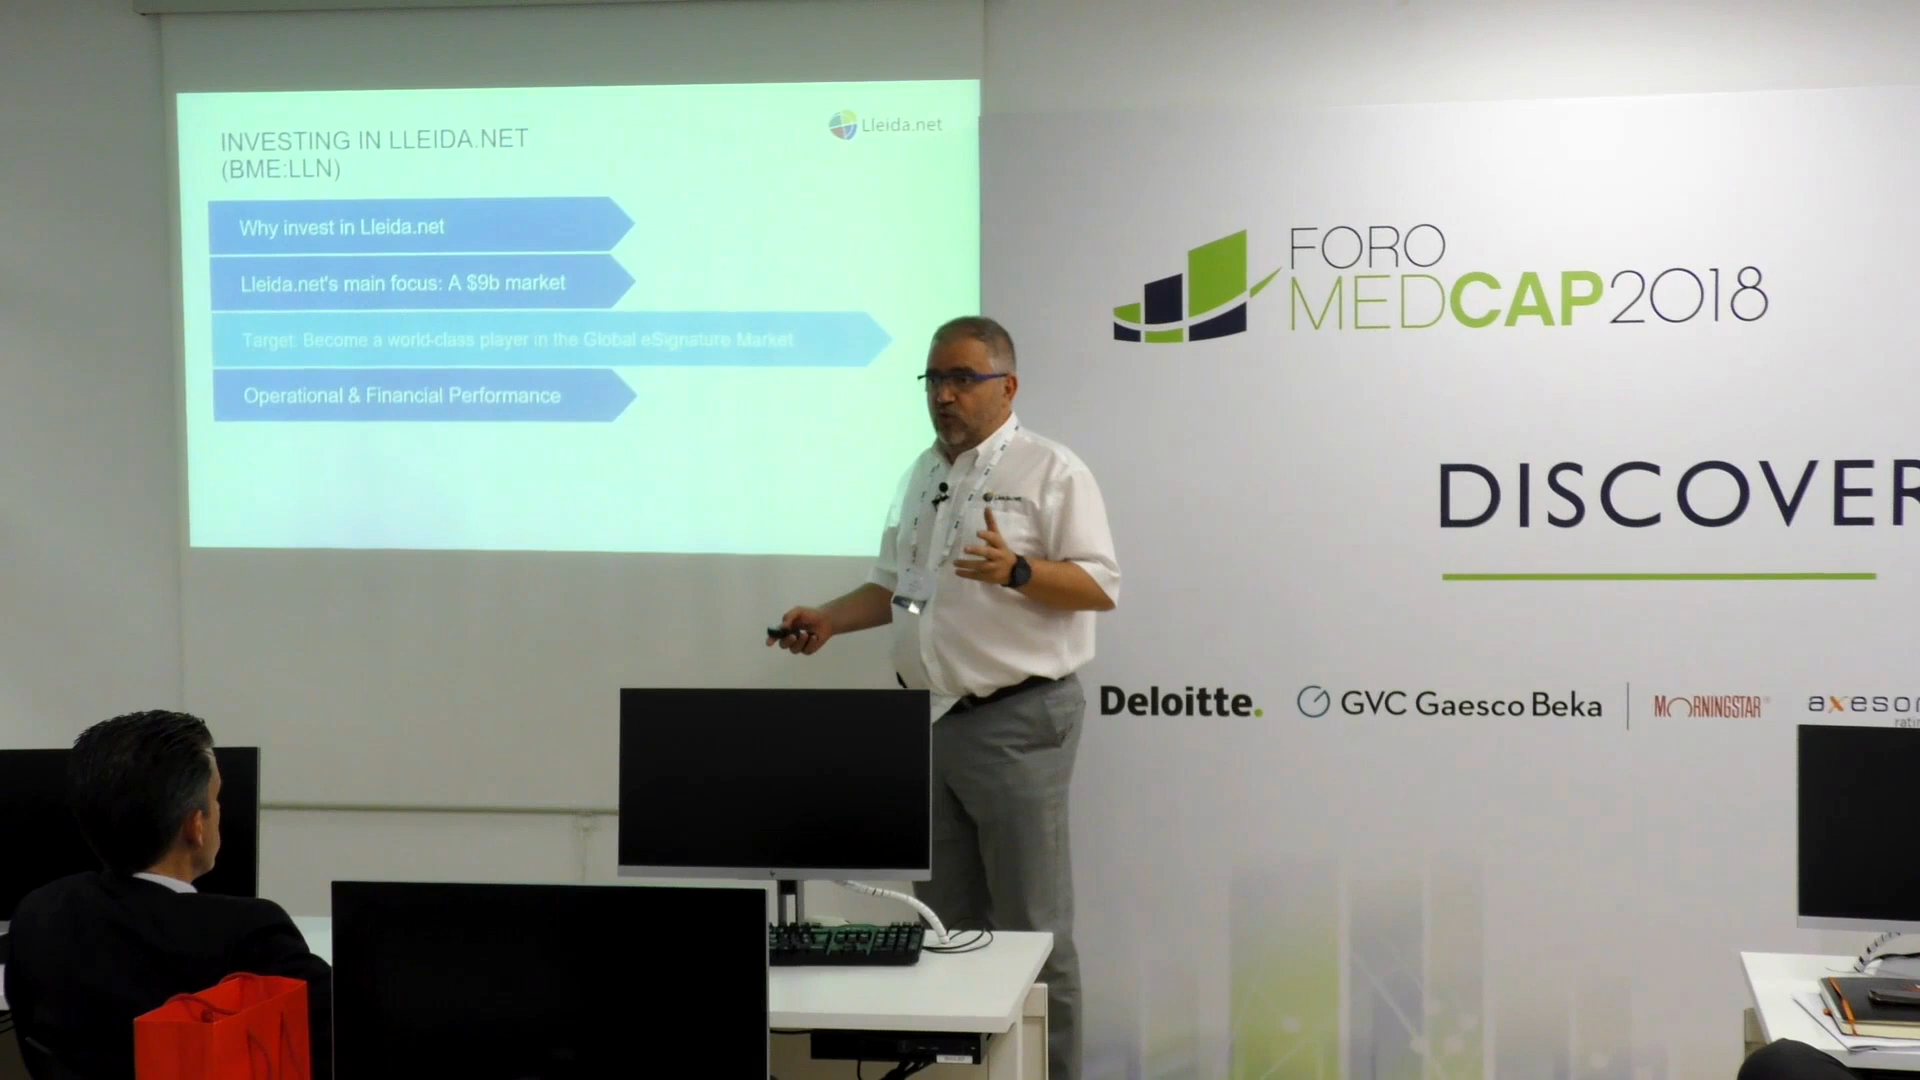 INVESTING IN LLEIDA.NET
(BME:LLN)
Lleida.net
Why invest in Lleida.net
Lleida.net's main focus: A $9b market
Target: Become a world-class player in the Global eSignature Market
Operational & Financial Performance
FORO
MEDCAP2018
DISCOVER
Deloitte.
GVC Gaesco Beka
MORNINGSTAR
axesor
Lleida.net